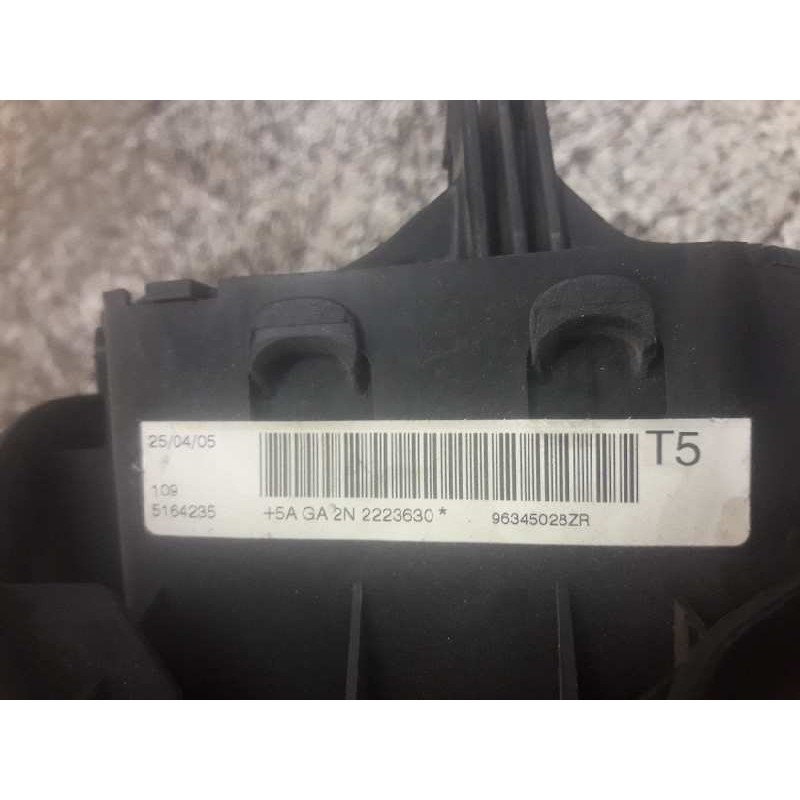 25/04/05
T5
109
5164235
+5A GA 2N 2223630 *
96345028ZR